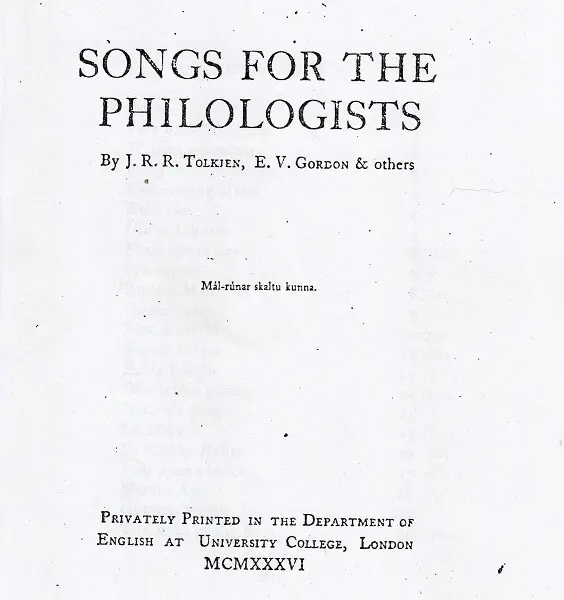 SONGS FOR THE
PHILOLOGISTS
By J. R. R. TOLKIEN, E. V. GORDON & others
Mál-rúnar skaltu kunna.
PRIVATELY PRINTED IN THE DEPARTMENT OF
ENGLISH AT UNIVERSITY COLLEGE, LONDON
MCMXXXVI